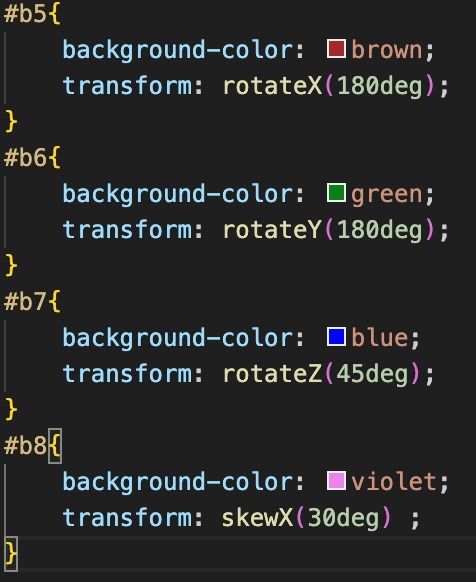 #b5{
    background-color: brown;
    transform: rotateX(180deg);
}
#b6{
    background-color: green;
    transform: rotateY(180deg);
}
#b7{
    background-color: blue;
    transform: rotateZ(45deg);
}
#b8{
    background-color: violet;
    transform: skewX(30deg) ;
}